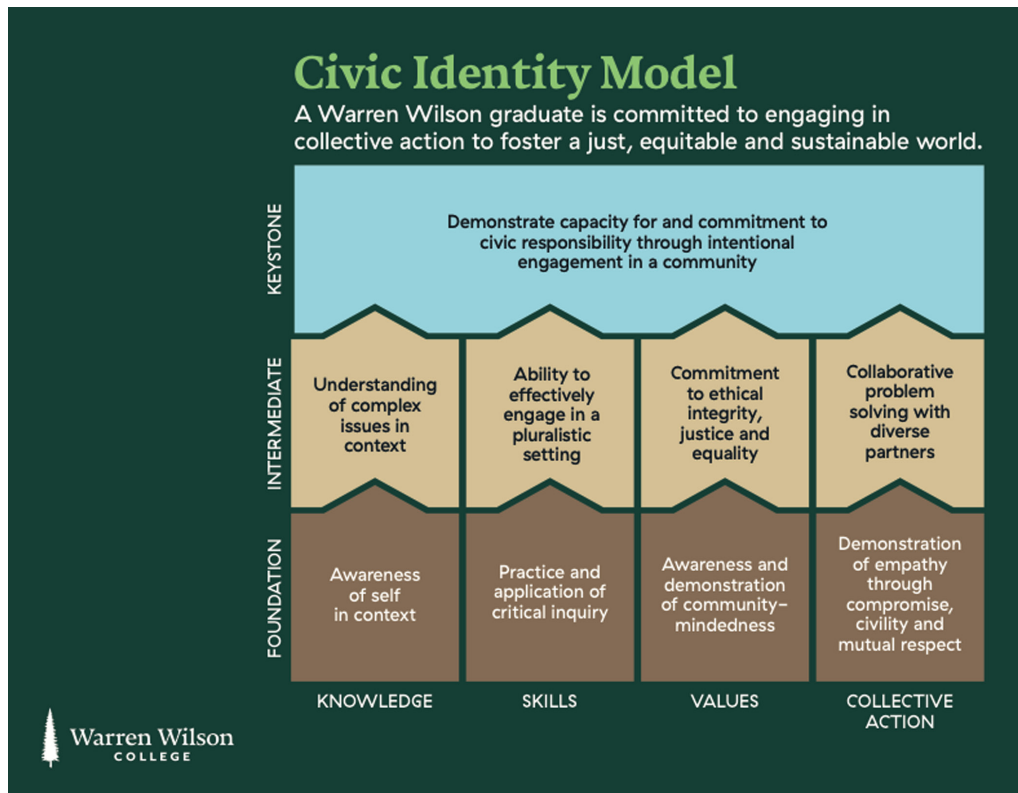 Civic Identity Model
A Warren Wilson graduate is committed to engaging in
collective action to foster a just, equitable and sustainable world.
KEYSTONE
Demonstrate capacity for and commitment to
civic responsibility through intentional
engagement in a community
INTERMEDIATE
Understanding
of complex
issues in
context
Ability to
effectively
engage in a
pluralistic
setting
Commitment
to ethical
integrity,
justice and
equality
Collaborative
problem
solving with
diverse
partners
FOUNDATION
Awareness
of self
in context
Practice and
application of
critical inquiry
Awareness and
demonstration
of community–
mindedness
Demonstration
of empathy
through
compromise,
civility and
mutual respect
KNOWLEDGE
SKILLS
VALUES
COLLECTIVE
ACTION
Warren Wilson
COLLEGE